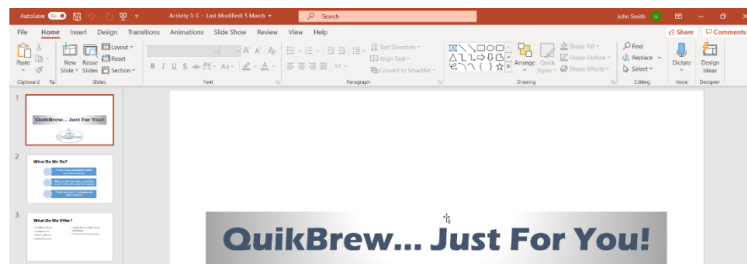 AutoSave On Activity 3-3 - Last Modified: 5 March Search John Smith
File Home Insert Design Transitions Animations Slide Show Review View Help Share Comments
Paste New Slide Reuse Slides Layout Reset Section
B I U S ab AV Aa A A A A
Text Direction Align Text Convert to SmartArt
Arrange Quick Styles Shape Fill Shape Outline Shape Effects
Find Replace Select
Dictate Design Ideas
Clipboard Slides Font Paragraph Drawing Editing Voice Designer
1
QuikBrew... Just For You!
2
What Do We Do?
3
What Do We Offer?
QuikBrew... Just For You!